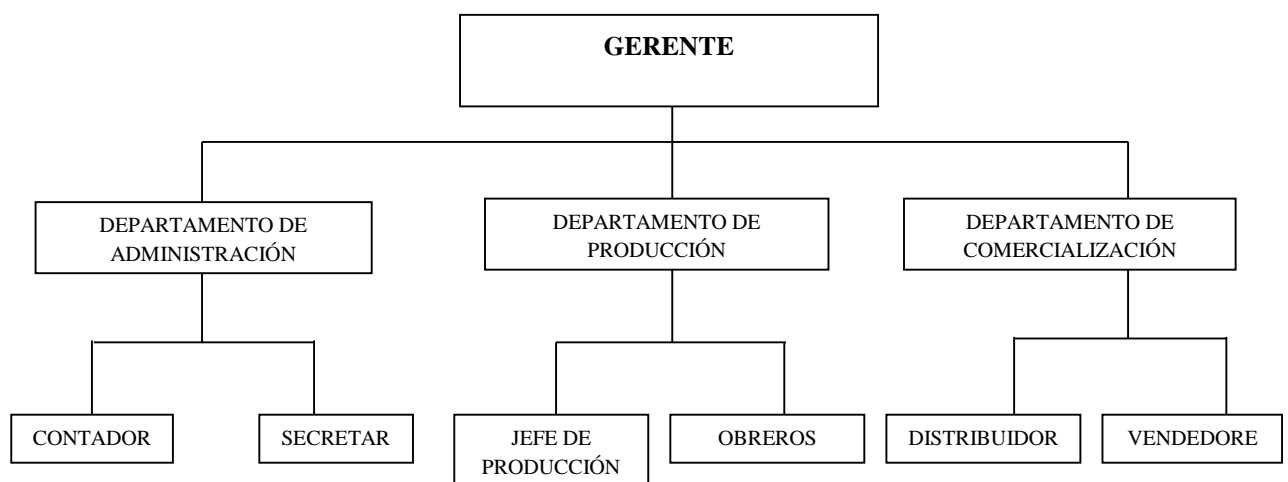 GERENTE
DEPARTAMENTO DE
ADMINISTRACIÓN
DEPARTAMENTO DE
PRODUCCIÓN
DEPARTAMENTO DE
COMERCIALIZACIÓN
CONTADOR
SECRETAR
JEFE DE
PRODUCCIÓN
OBREROS
DISTRIBUIDOR
VENDEDORE